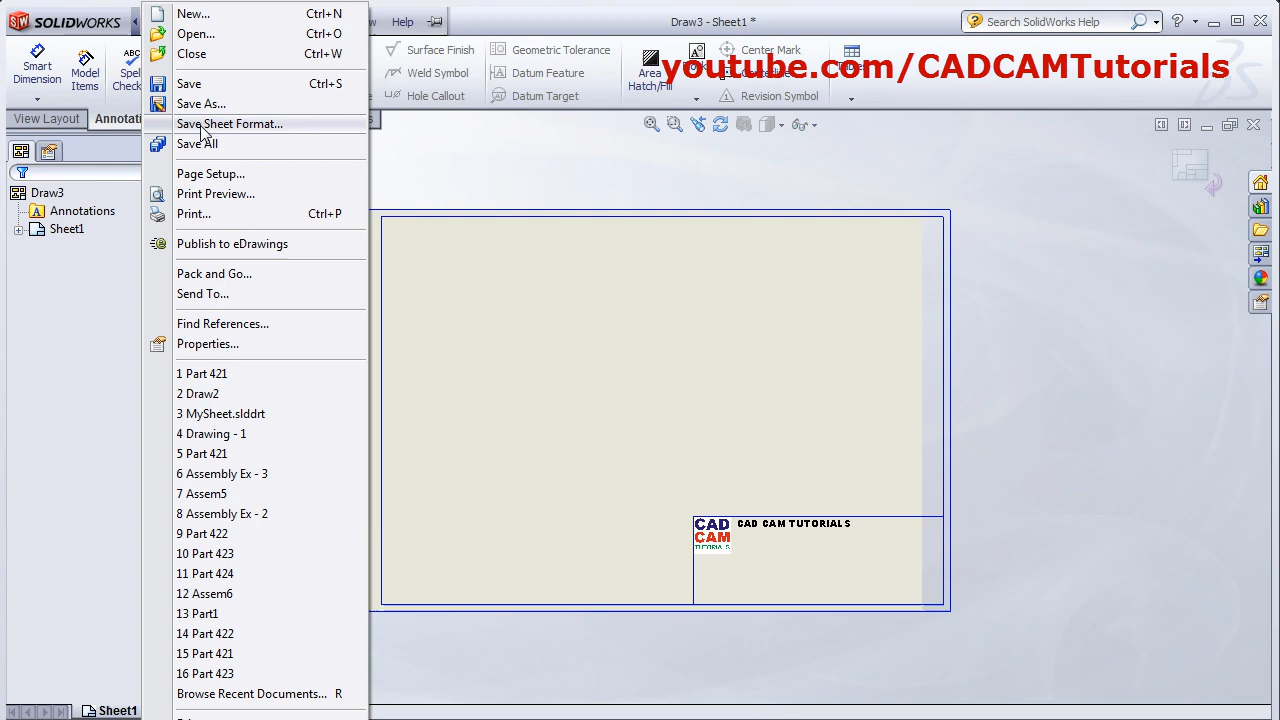 SOLIDWORKS
Help
Draw3 - Sheet1 *
Search SolidWorks Help
Smart
Dimension
Model
Items
Spel
Check
Surface Finish
Weld Symbol
Hole Callout
Geometric Tolerance
Datum Feature
Datum Target
Area
Hatch/Fill
Center Mark
Revision Symbol
youtube.com/CADCAMTutorials
View Layout
Annotati
Draw3
Annotations
Sheet1
New... Ctrl+N
Open... Ctrl+O
Close Ctrl+W
Save Ctrl+S
Save As...
Save Sheet Format...
Save All
Page Setup...
Print Preview...
Print... Ctrl+P
Publish to eDrawings
Pack and Go...
Send To...
Find References...
Properties...
1 Part 421
2 Draw2
3 MySheet.slddrt
4 Drawing - 1
5 Part 421
6 Assembly Ex - 3
7 Assem5
8 Assembly Ex - 2
9 Part 422
10 Part 423
11 Part 424
12 Assem6
13 Part1
14 Part 422
15 Part 421
16 Part 423
Browse Recent Documents... R
CAD
CAM
TUTORIALS
CAD CAM TUTORIALS
Sheet1